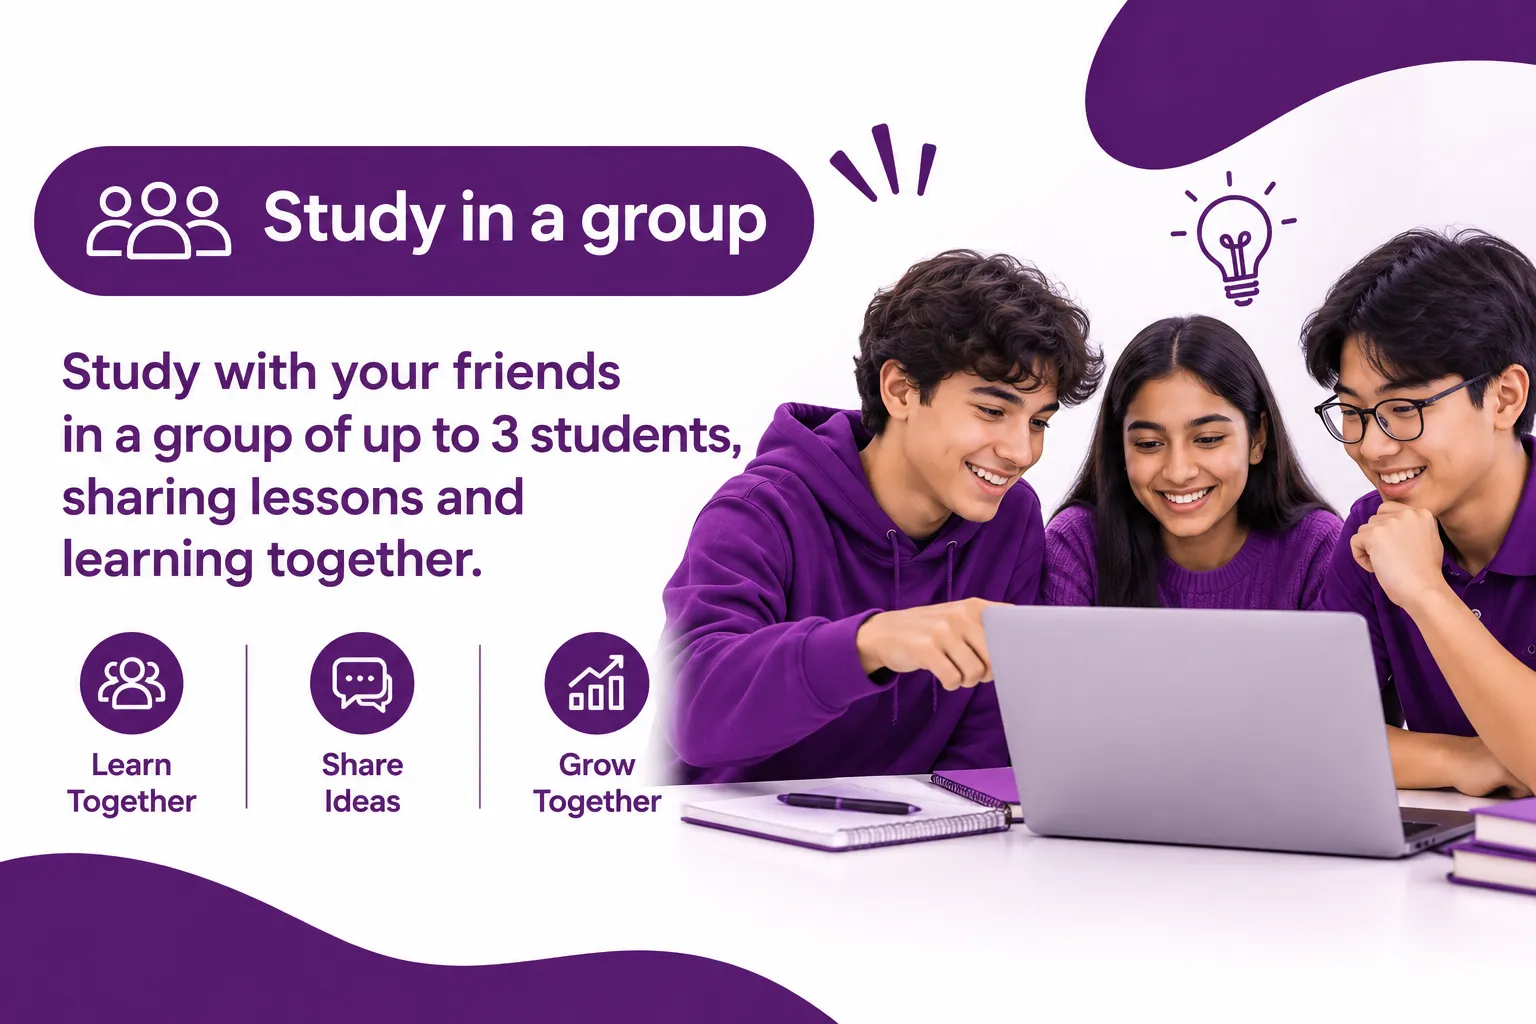 Study in a group
Study with your friends
in a group of up to 3 students,
sharing lessons and
learning together.
Learn
Together
Share
Ideas
Grow
Together